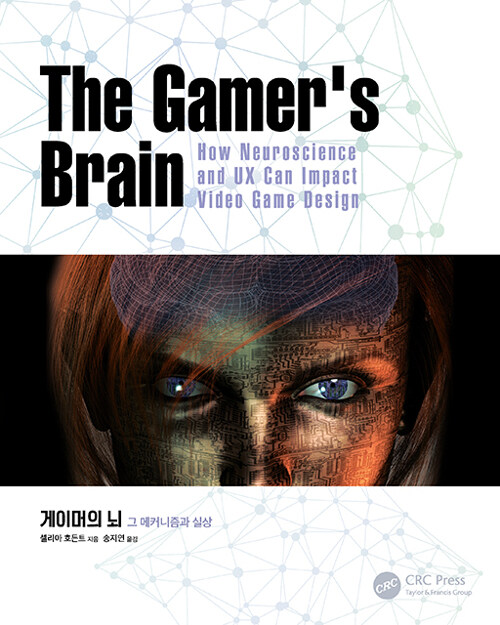 The Gamer's
Brain
How Neuroscience
and UX Can Impact
Video Game Design
게이머의 뇌 그 메커니즘과 실상
셀리아 호든트 지음 송지연 옮김
CRC
CRC Press
Taylor & Francis Group